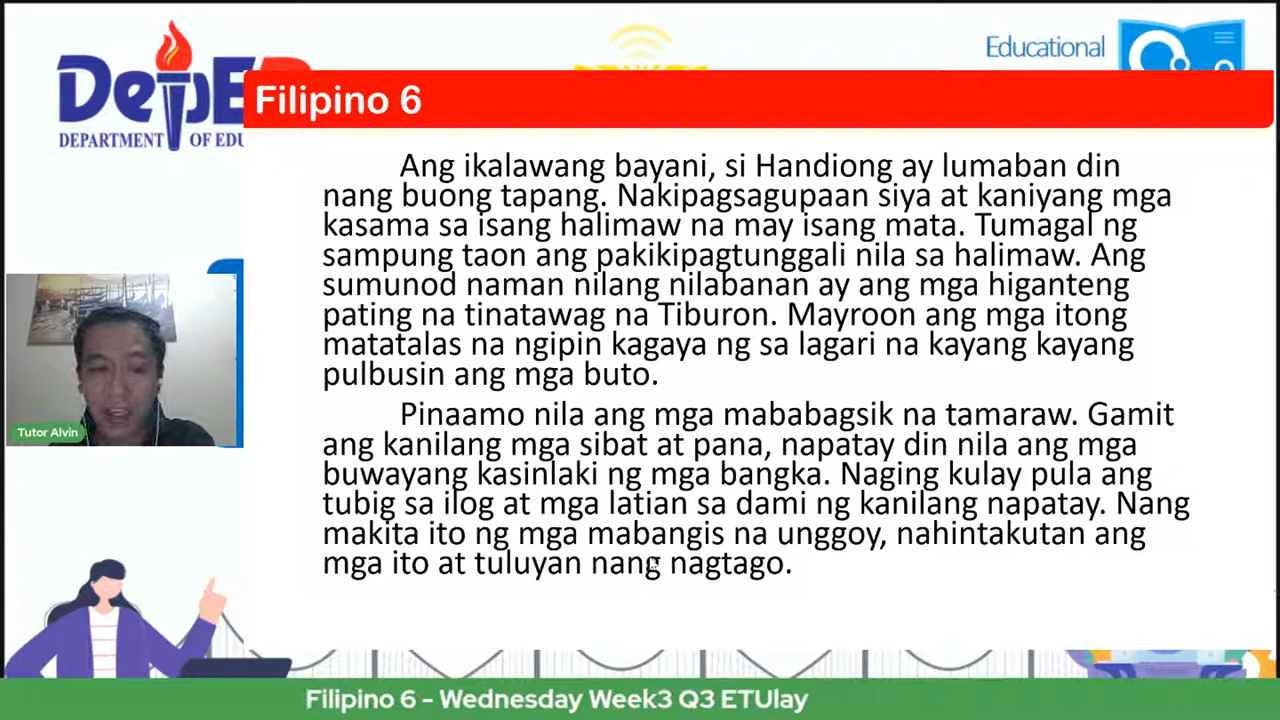 DepED
DEPARTMENT OF EDU
Educational
Filipino 6
Ang ikalawang bayani, si Handiong ay lumaban din
nang buong tapang. Nakipagsagupaan siya at kaniyang mga
kasama sa isang halimaw na may isang mata. Tumagal ng
sampung taon ang pakikipagtunggali nila sa halimaw. Ang
sumunod naman nilang nilabanan ay ang mga higanteng
pating na tinatawag na Tiburon. Mayroon ang mga itong
matatalas na ngipin kagaya ng sa lagari na kayang kayang
pulbusin ang mga buto.
Pinaamo nila ang mga mababagsik na tamaraw. Gamit
ang kanilang mga sibat at pana, napatay din nila ang mga
buwayang kasinlaki ng mga bangka. Naging kulay pula ang
tubig sa ilog at mga latian sa dami ng kanilang napatay. Nang
makita ito ng mga mabangis na unggoy, nahintakutan ang
mga ito at tuluyan nang nagtago.
Tutor Alvin
Filipino 6 - Wednesday Week3 Q3 ETUlay